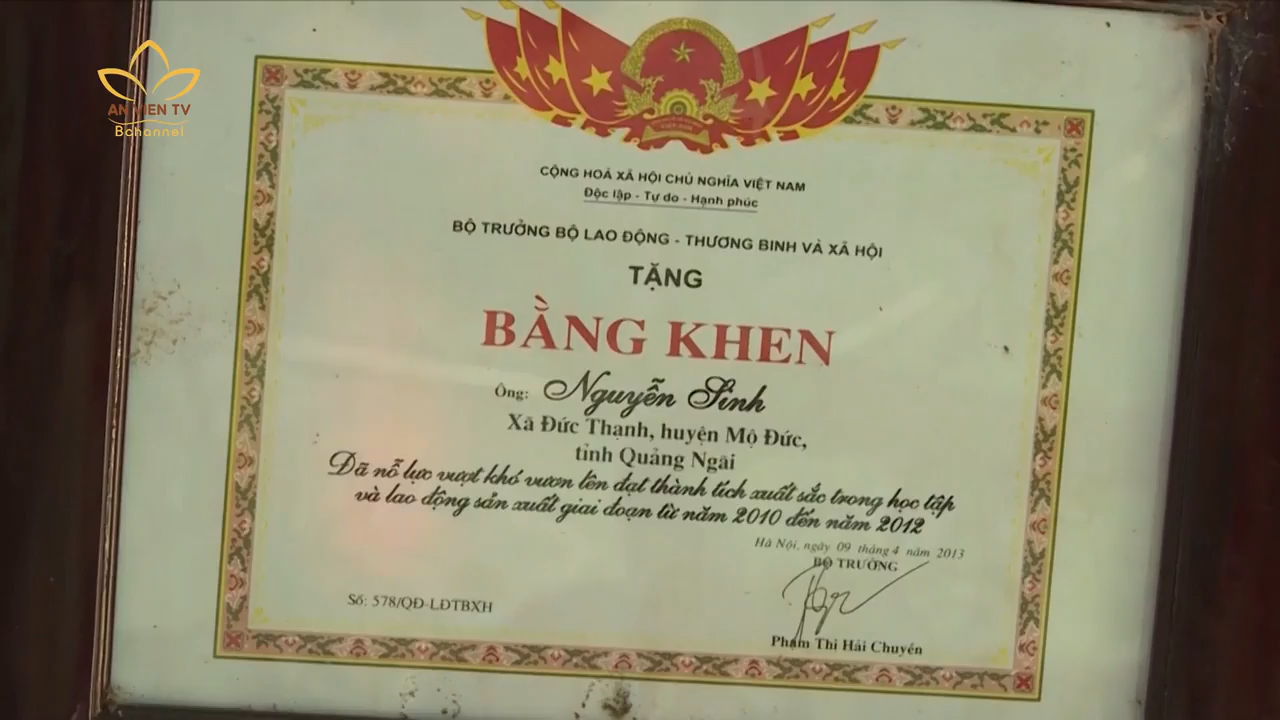 AN VIEN TV
Bchannel
CỘNG HOÀ XÃ HỘI CHỦ NGHĨA VIỆT NAM
Độc lập - Tự do - Hạnh phúc
BỘ TRƯỞNG BỘ LAO ĐỘNG - THƯƠNG BINH VÀ XÃ HỘI
TẶNG
BẰNG KHEN
Ông: Nguyễn Sinh
Xã Đức Thạnh, huyện Mộ Đức,
tỉnh Quảng Ngãi
Đã nỗ lực vượt khó vươn lên đạt thành tích xuất sắc trong học tập
và lao động sản xuất giai đoạn từ năm 2010 đến năm 2012
Hà Nội, ngày 09 tháng 4 năm 2013
BỘ TRƯỞNG
Số: 578/QĐ-LĐTBXH
Phạm Thị Hải Chuyền